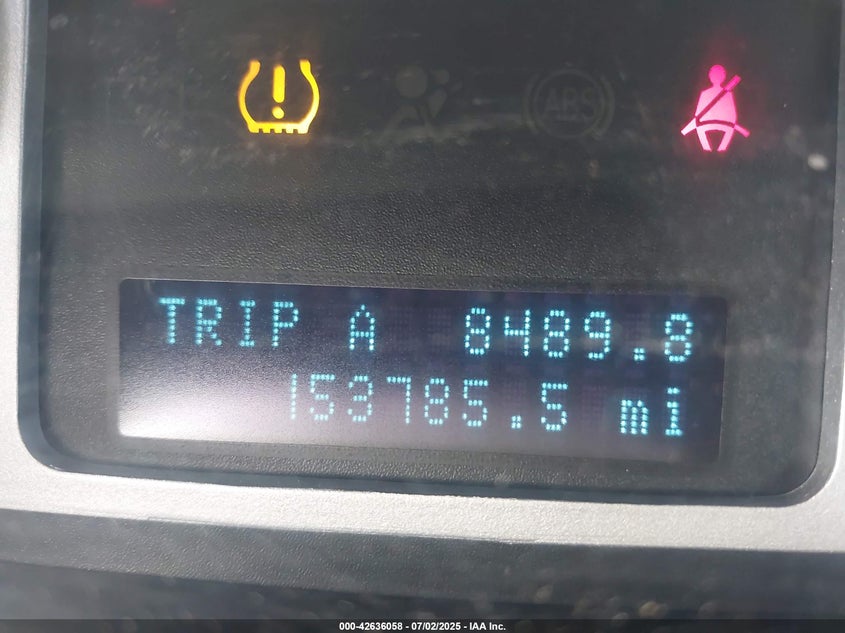 ABS
TRIP A 8489.8
153785.5 mi
000-42636058 - 07/02/2025 - IAA Inc.